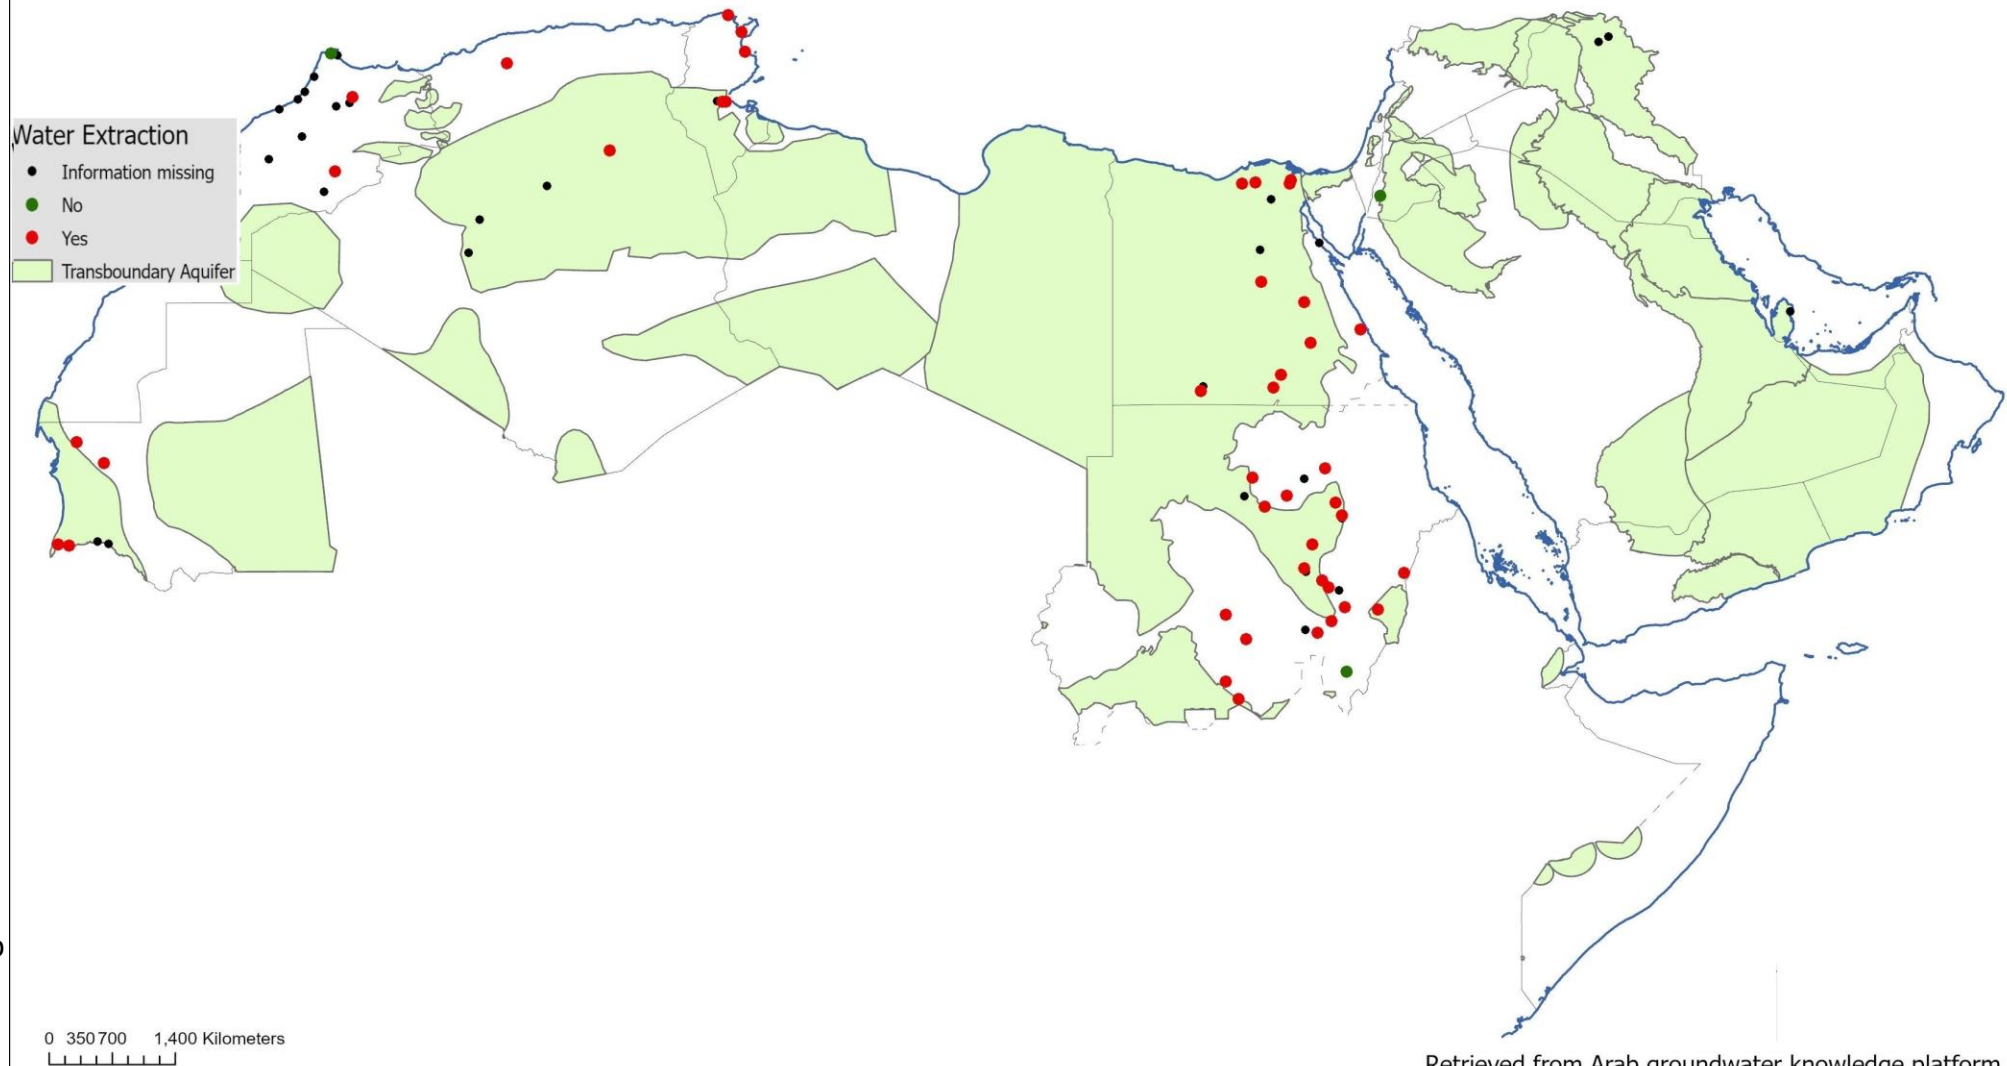 Water Extraction
Information missing
No
Yes
Transboundary Aquifer
0 350 700 1,400 Kilometers
Retrieved from Arab groundwater knowledge platform